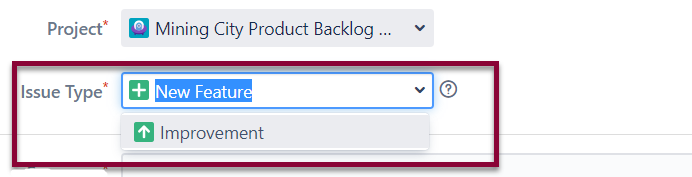 Project* Mining City Product Backlog ...
Issue Type* New Feature
Improvement